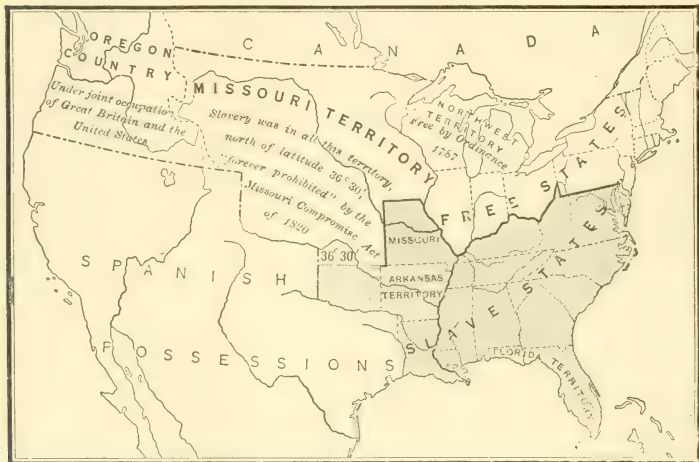 CANADA
OREGON
COUNTRY
Under joint occupation
of Great Britain and the
United States
MISSOURI TERRITORY
Slavery was in all this territory,
north of latitude 36°30,
"forever prohibited" by the
Missouri Compromise Act
of 1820
NORTHWEST
TERRITORY
Free by Ordinance
1787
FREE STATES
MISSOURI
36°30'
ARKANSAS
TERRITORY
SLAVE STATES
FLORIDA TERRITORY
SPANISH
POSSESSIONS